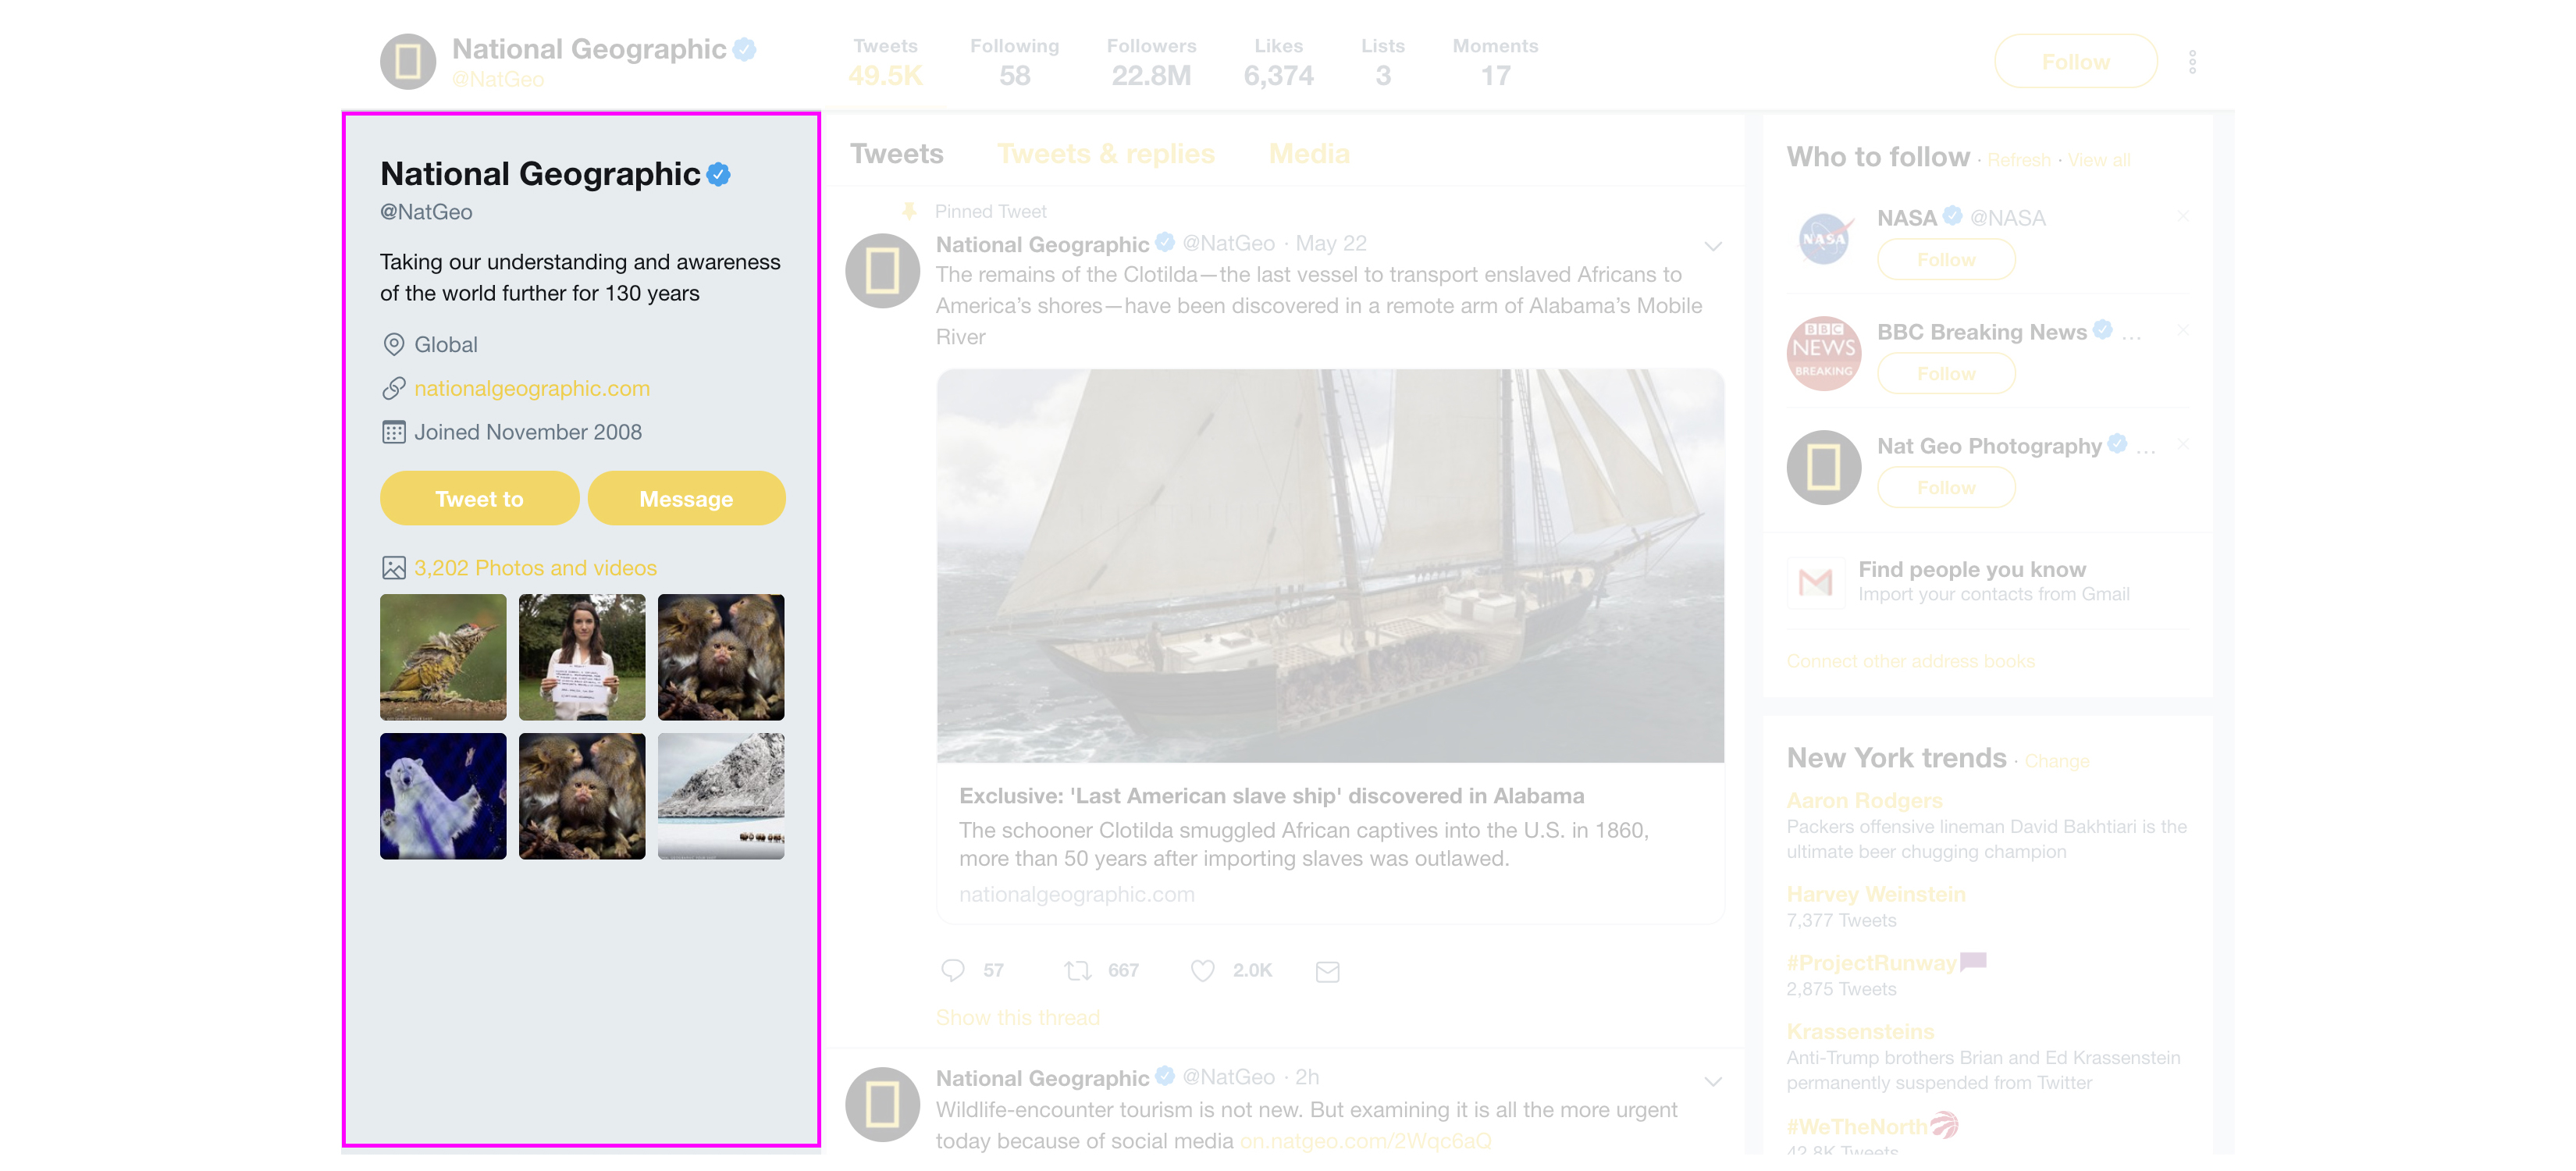 National Geographic
@NatGeo
Tweets
49.5K
Following
58
Followers
22.8M
Likes
6,374
Lists
3
Moments
17
Follow
National Geographic
@NatGeo
Taking our understanding and awareness
of the world further for 130 years
Global
nationalgeographic.com
Joined November 2008
Tweet to
Message
3,202 Photos and videos
Tweets Tweets & replies Media
Pinned Tweet
National Geographic @NatGeo · May 22
The remains of the Clotilda—the last vessel to transport enslaved Africans to
America’s shores—have been discovered in a remote arm of Alabama’s Mobile
River
Exclusive: 'Last American slave ship' discovered in Alabama
The schooner Clotilda smuggled African captives into the U.S. in 1860,
more than 50 years after importing slaves was outlawed.
nationalgeographic.com
57 667 2.0K
Show this thread
National Geographic @NatGeo · 2h
Wildlife-encounter tourism is not new. But examining it is all the more urgent
today because of social media on.natgeo.com/2Wqc6aQ
Who to follow · Refresh · View all
NASA
NASA @NASA
Follow
BBC
NEWS
BREAKING
BBC Breaking News ...
Follow
Nat Geo Photography ...
Follow
Find people you know
Import your contacts from Gmail
Connect other address books
New York trends · Change
Aaron Rodgers
Packers offensive lineman David Bakhtiari is the
ultimate beer chugging champion
Harvey Weinstein
7,377 Tweets
#ProjectRunway
2,875 Tweets
Krassensteins
Anti-Trump brothers Brian and Ed Krassenstein
permanently suspended from Twitter
#WeTheNorth
42.8K Tweets